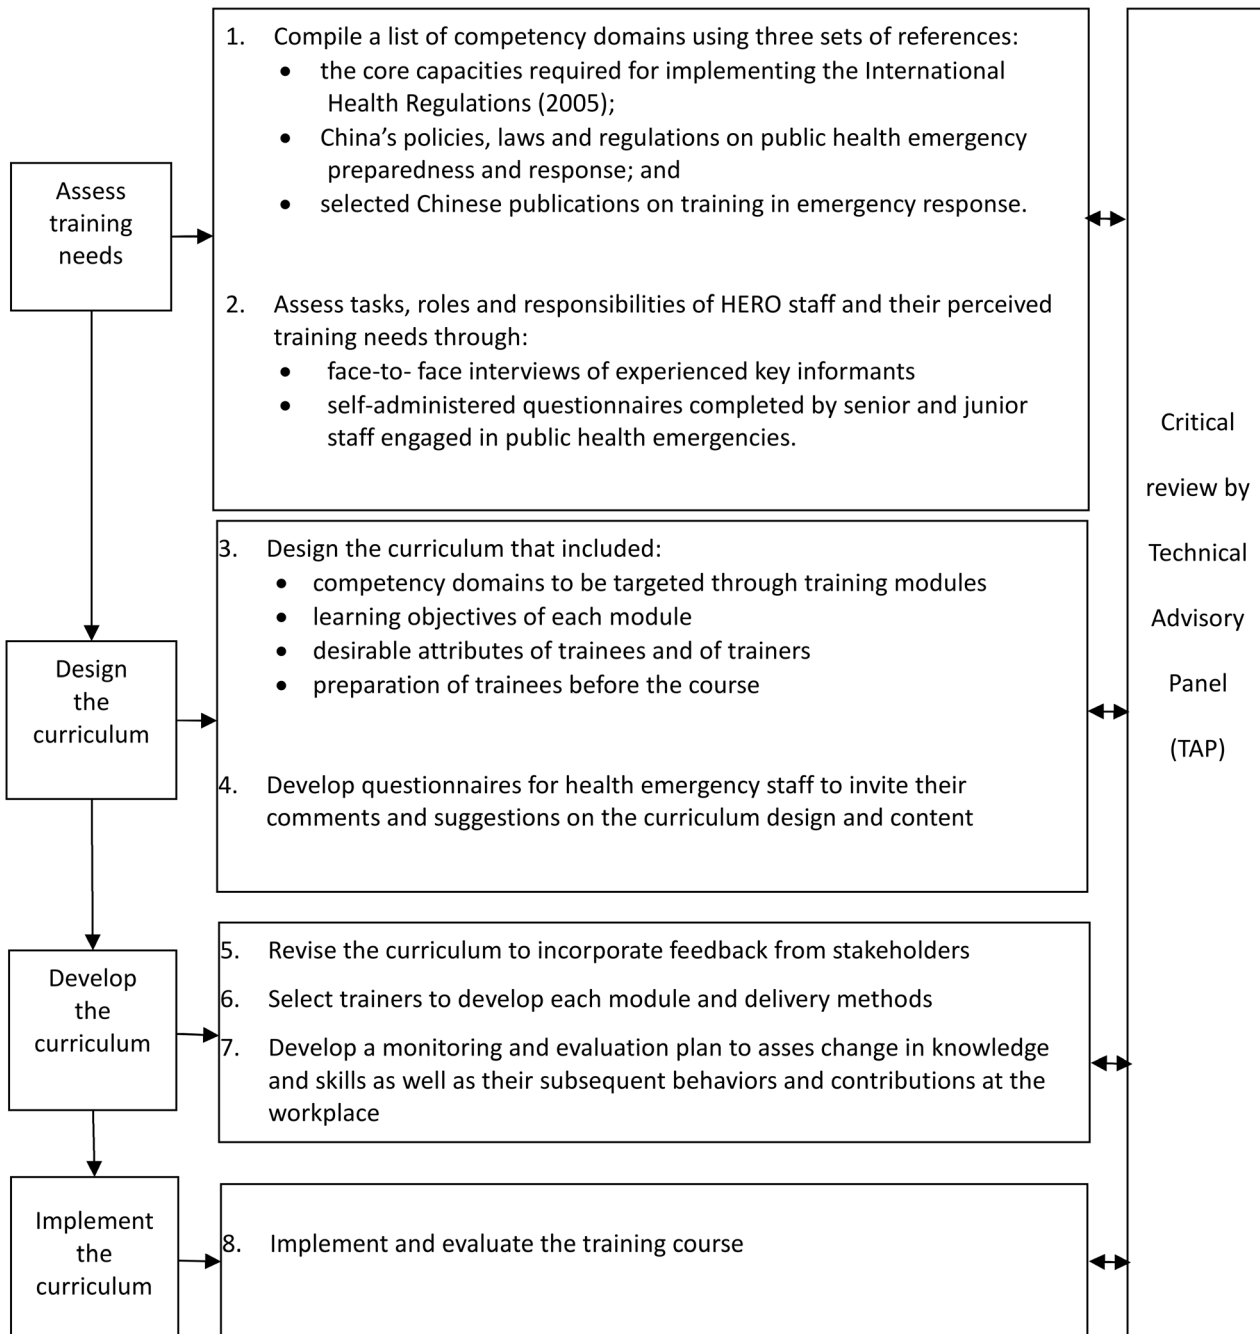 Assess
training
needs
1. Compile a list of competency domains using three sets of references:
• the core capacities required for implementing the International
Health Regulations (2005);
• China’s policies, laws and regulations on public health emergency
preparedness and response; and
• selected Chinese publications on training in emergency response.
2. Assess tasks, roles and responsibilities of HERO staff and their perceived
training needs through:
• face-to- face interviews of experienced key informants
• self-administered questionnaires completed by senior and junior
staff engaged in public health emergencies.
Design
the
curriculum
3. Design the curriculum that included:
• competency domains to be targeted through training modules
• learning objectives of each module
• desirable attributes of trainees and of trainers
• preparation of trainees before the course
4. Develop questionnaires for health emergency staff to invite their
comments and suggestions on the curriculum design and content
Develop
the
curriculum
5. Revise the curriculum to incorporate feedback from stakeholders
6. Select trainers to develop each module and delivery methods
7. Develop a monitoring and evaluation plan to asses change in knowledge
and skills as well as their subsequent behaviors and contributions at the
workplace
Implement
the
curriculum
8. Implement and evaluate the training course
Critical
review by
Technical
Advisory
Panel
(TAP)